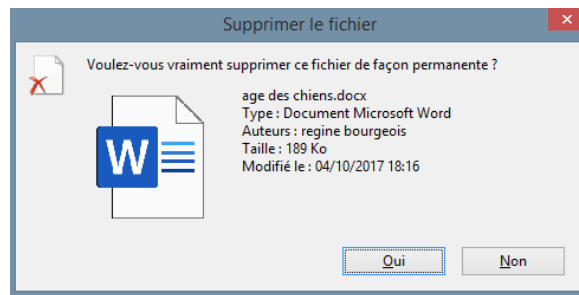 Supprimer le fichier
Voulez-vous vraiment supprimer ce fichier de façon permanente ?
age des chiens.docx
Type : Document Microsoft Word
Auteurs : regine bourgeois
Taille : 189 Ko
Modifié le : 04/10/2017 18:16
W
Oui
Non